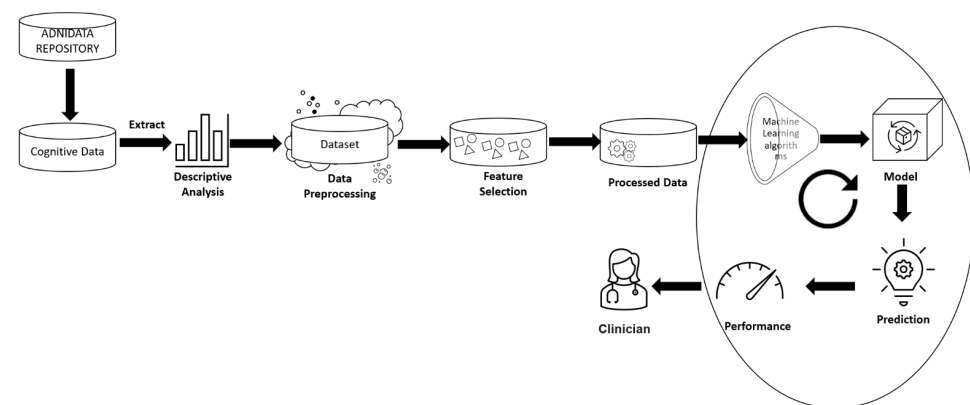 ADNIDATA
REPOSITORY
Cognitive Data
Extract
Descriptive
Analysis
Dataset
Data
Preprocessing
Feature
Selection
Processed Data
Machine
Learning
algorith
ms
Model
Prediction
Performance
Clinician